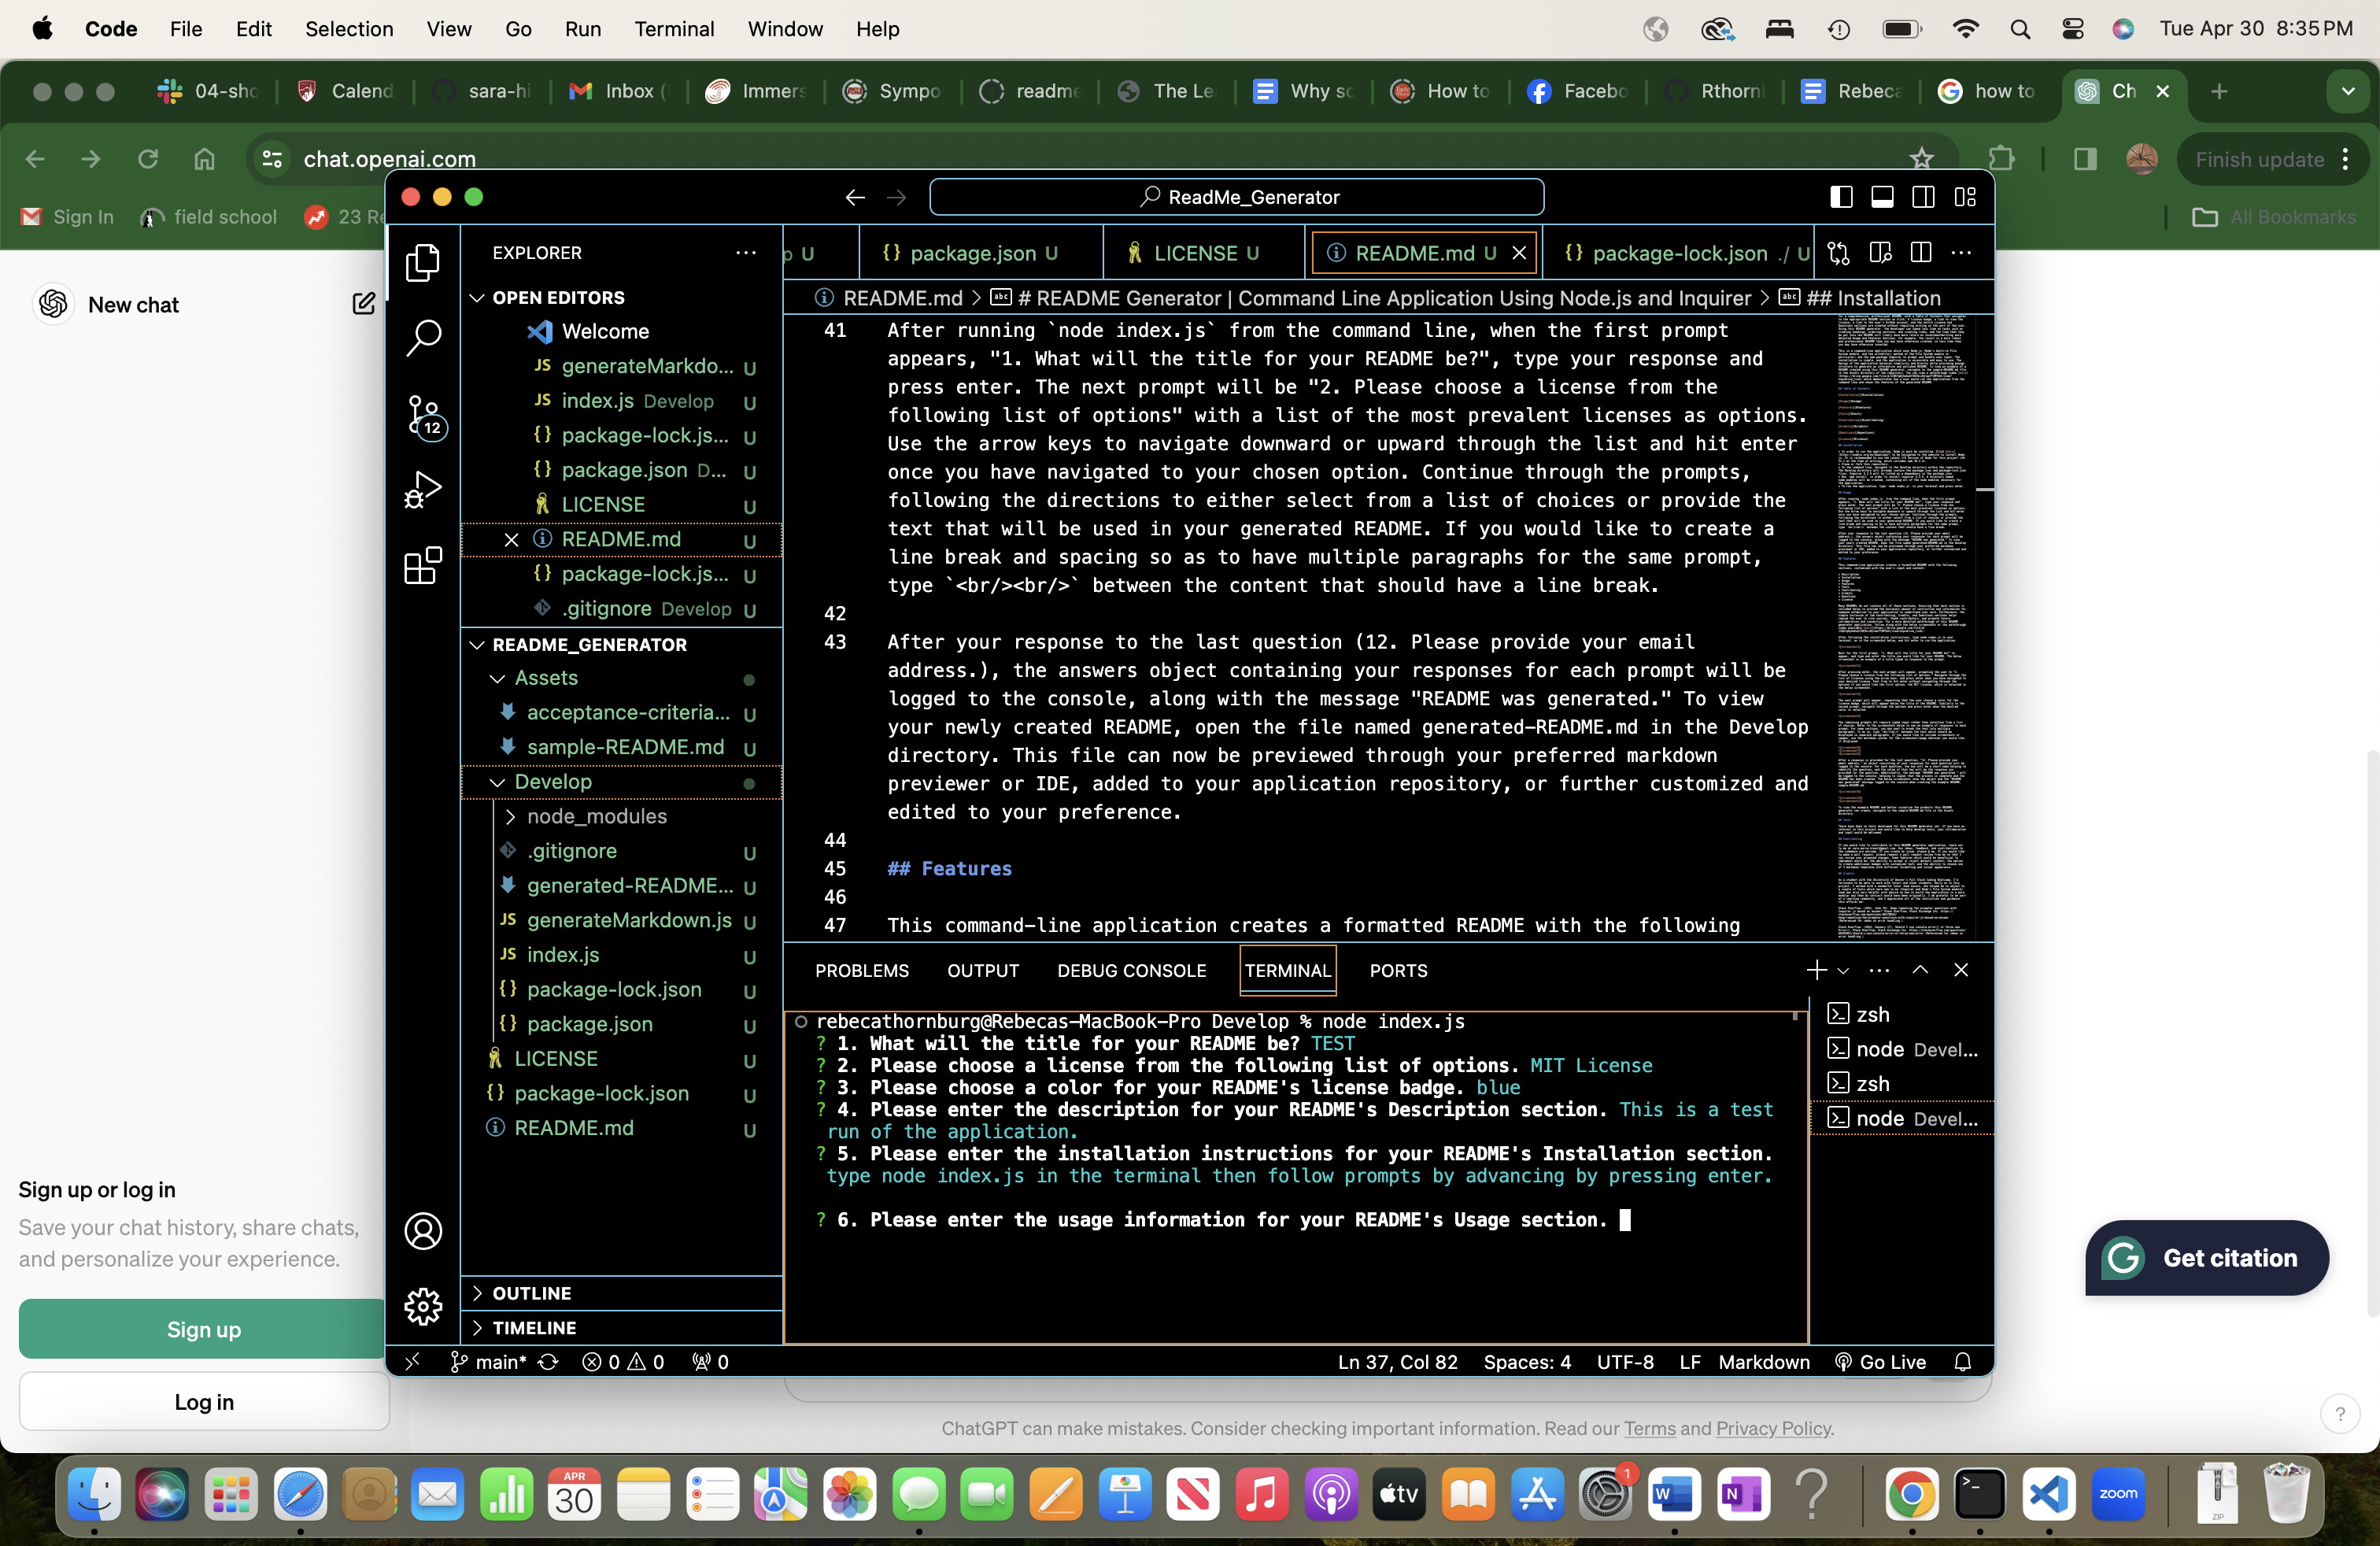 Code File Edit Selection View Go Run Terminal Window Help Tue Apr 30 8:35 PM
04-sho Calend sara-hi Inbox ( Immers Sympo readme The Le Why sc How to Facebo Rthornl Rebeca how to Ch
chat.openai.com Finish update
Sign In field school 23 Re All Bookmarks
New chat
Sign up or log in
Save your chat history, share chats,
and personalize your experience.
Sign up
Log in
ReadMe_Generator
EXPLORER
OPEN EDITORS
Welcome
JS generateMarkdo... U
JS index.js Develop U
{} package-lock.js... U
{} package.json D... U
LICENSE U
README.md U
{} package-lock.js... U
.gitignore Develop U
README_GENERATOR
Assets
acceptance-criteria... U
sample-README.md U
Develop
node_modules
.gitignore U
generated-README... U
JS generateMarkdown.js U
JS index.js U
{} package-lock.json U
{} package.json U
LICENSE U
{} package-lock.json U
README.md U
OUTLINE
TIMELINE
12
p U {} package.json U LICENSE U README.md U {} package-lock.json ./ U
README.md > # README Generator | Command Line Application Using Node.js and Inquirer > ## Installation
41 After running `node index.js` from the command line, when the first prompt
appears, "1. What will the title for your README be?", type your response and
press enter. The next prompt will be "2. Please choose a license from the
following list of options" with a list of the most prevalent licenses as options.
Use the arrow keys to navigate downward or upward through the list and hit enter
once you have navigated to your chosen option. Continue through the prompts,
following the directions to either select from a list of choices or provide the
text that will be used in your generated README. If you would like to create a
line break and spacing so as to have multiple paragraphs for the same prompt,
type `<br/><br/>` between the content that should have a line break.
42
43 After your response to the last question (12. Please provide your email
address.), the answers object containing your responses for each prompt will be
logged to the console, along with the message "README was generated." To view
your newly created README, open the file named generated-README.md in the Develop
directory. This file can now be previewed through your preferred markdown
previewer or IDE, added to your application repository, or further customized and
edited to your preference.
44
45 ## Features
46
47 This command-line application creates a formatted README with the following
PROBLEMS OUTPUT DEBUG CONSOLE TERMINAL PORTS
rebecathornburg@Rebecas-MacBook-Pro Develop % node index.js
? 1. What will the title for your README be? TEST
? 2. Please choose a license from the following list of options. MIT License
? 3. Please choose a color for your README's license badge. blue
? 4. Please enter the description for your README's Description section. This is a test
run of the application.
? 5. Please enter the installation instructions for your README's Installation section.
type node index.js in the terminal then follow prompts by advancing by pressing enter.
? 6. Please enter the usage information for your README's Usage section.
zsh
node Devel...
zsh
node Devel...
main* 0 0 0 Ln 37, Col 82 Spaces: 4 UTF-8 LF Markdown Go Live
Get citation
ChatGPT can make mistakes. Consider checking important information. Read our Terms and Privacy Policy.
?
APR
30
tv
1
W
N
?
zoom
ZIP